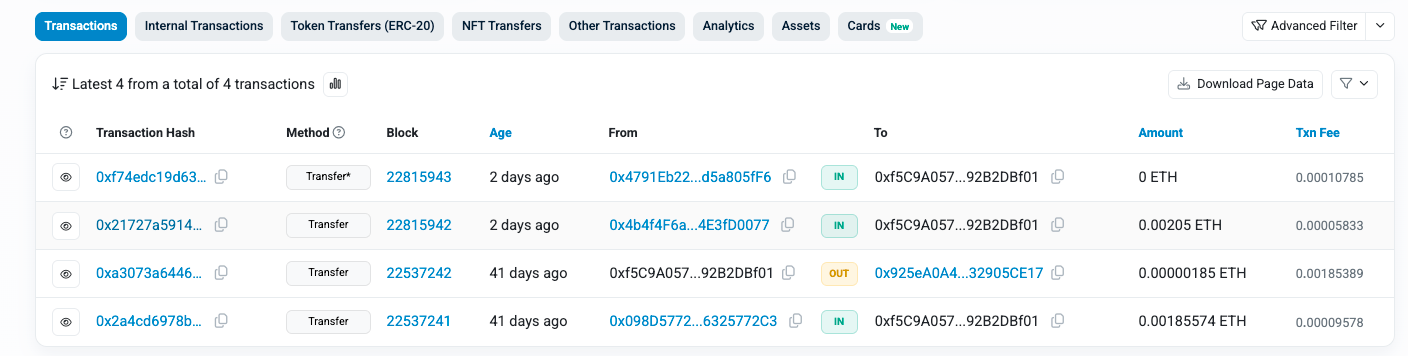 Transactions Internal Transactions Token Transfers (ERC-20) NFT Transfers Other Transactions Analytics Assets Cards New Advanced Filter
Latest 4 from a total of 4 transactions Download Page Data
Transaction Hash Method Block Age From To Amount Txn Fee
0xf74edc19d63... Transfer* 22815943 2 days ago 0x4791Eb22...d5a805fF6 IN 0xf5C9A057...92B2DBf01 0 ETH 0.00010785
0x21727a5914... Transfer 22815942 2 days ago 0x4b4f4F6a...4E3fD0077 IN 0xf5C9A057...92B2DBf01 0.00205 ETH 0.00005833
0xa3073a6446... Transfer 22537242 41 days ago 0xf5C9A057...92B2DBf01 OUT 0x925eA0A4...32905CE17 0.00000185 ETH 0.00185389
0x2a4cd6978b... Transfer 22537241 41 days ago 0x098D5772...6325772C3 IN 0xf5C9A057...92B2DBf01 0.00185574 ETH 0.00009578